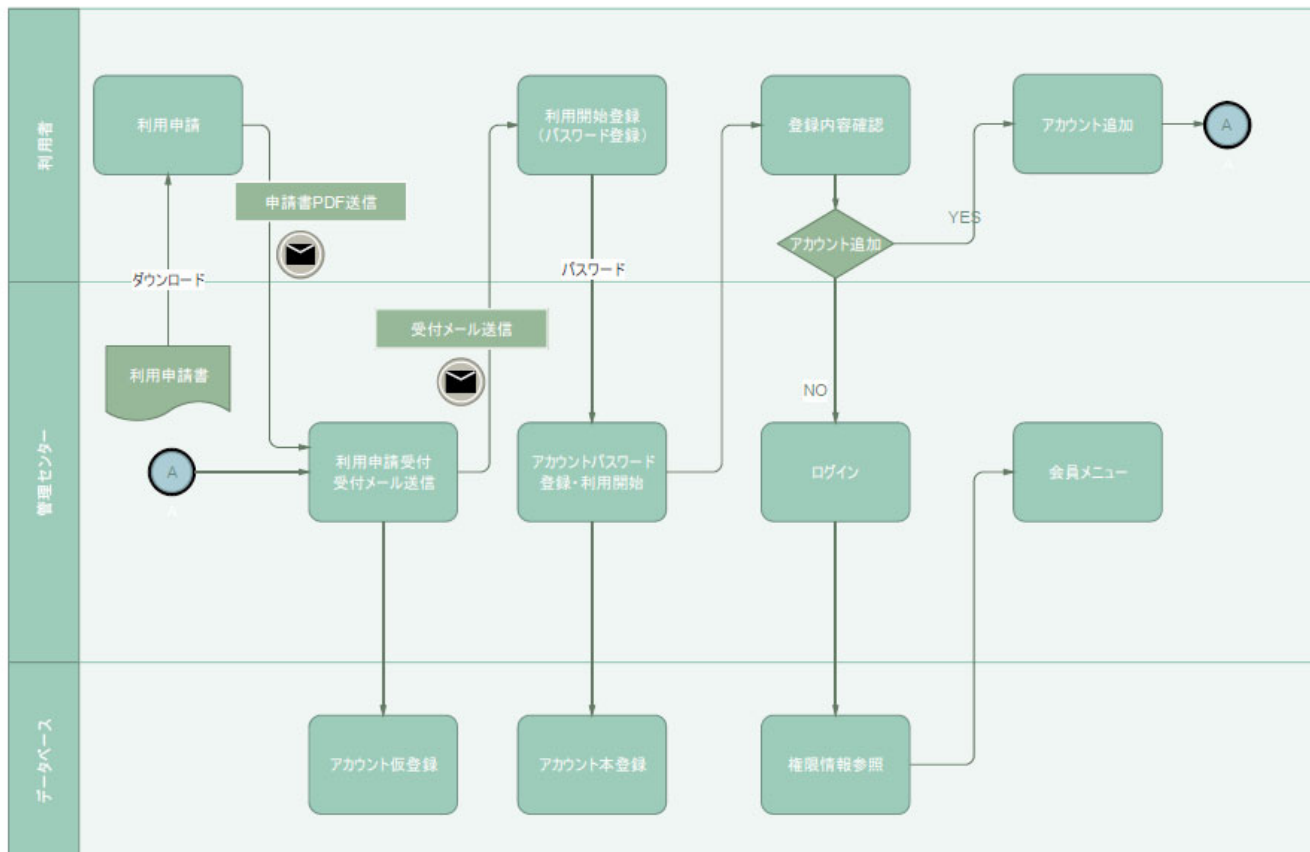 利用者
利用申請
利用開始登録
(パスワード登録)
登録内容確認
アカウント追加
A
申請書PDF送信
YES
アカウント追加
ダウンロード
パスワード
管理センター
受付メール送信
利用申請書
NO
A
A
利用申請受付
受付メール送信
アカウントパスワード
登録・利用開始
ログイン
会員メニュー
データベース
アカウント仮登録
アカウント本登録
権限情報参照